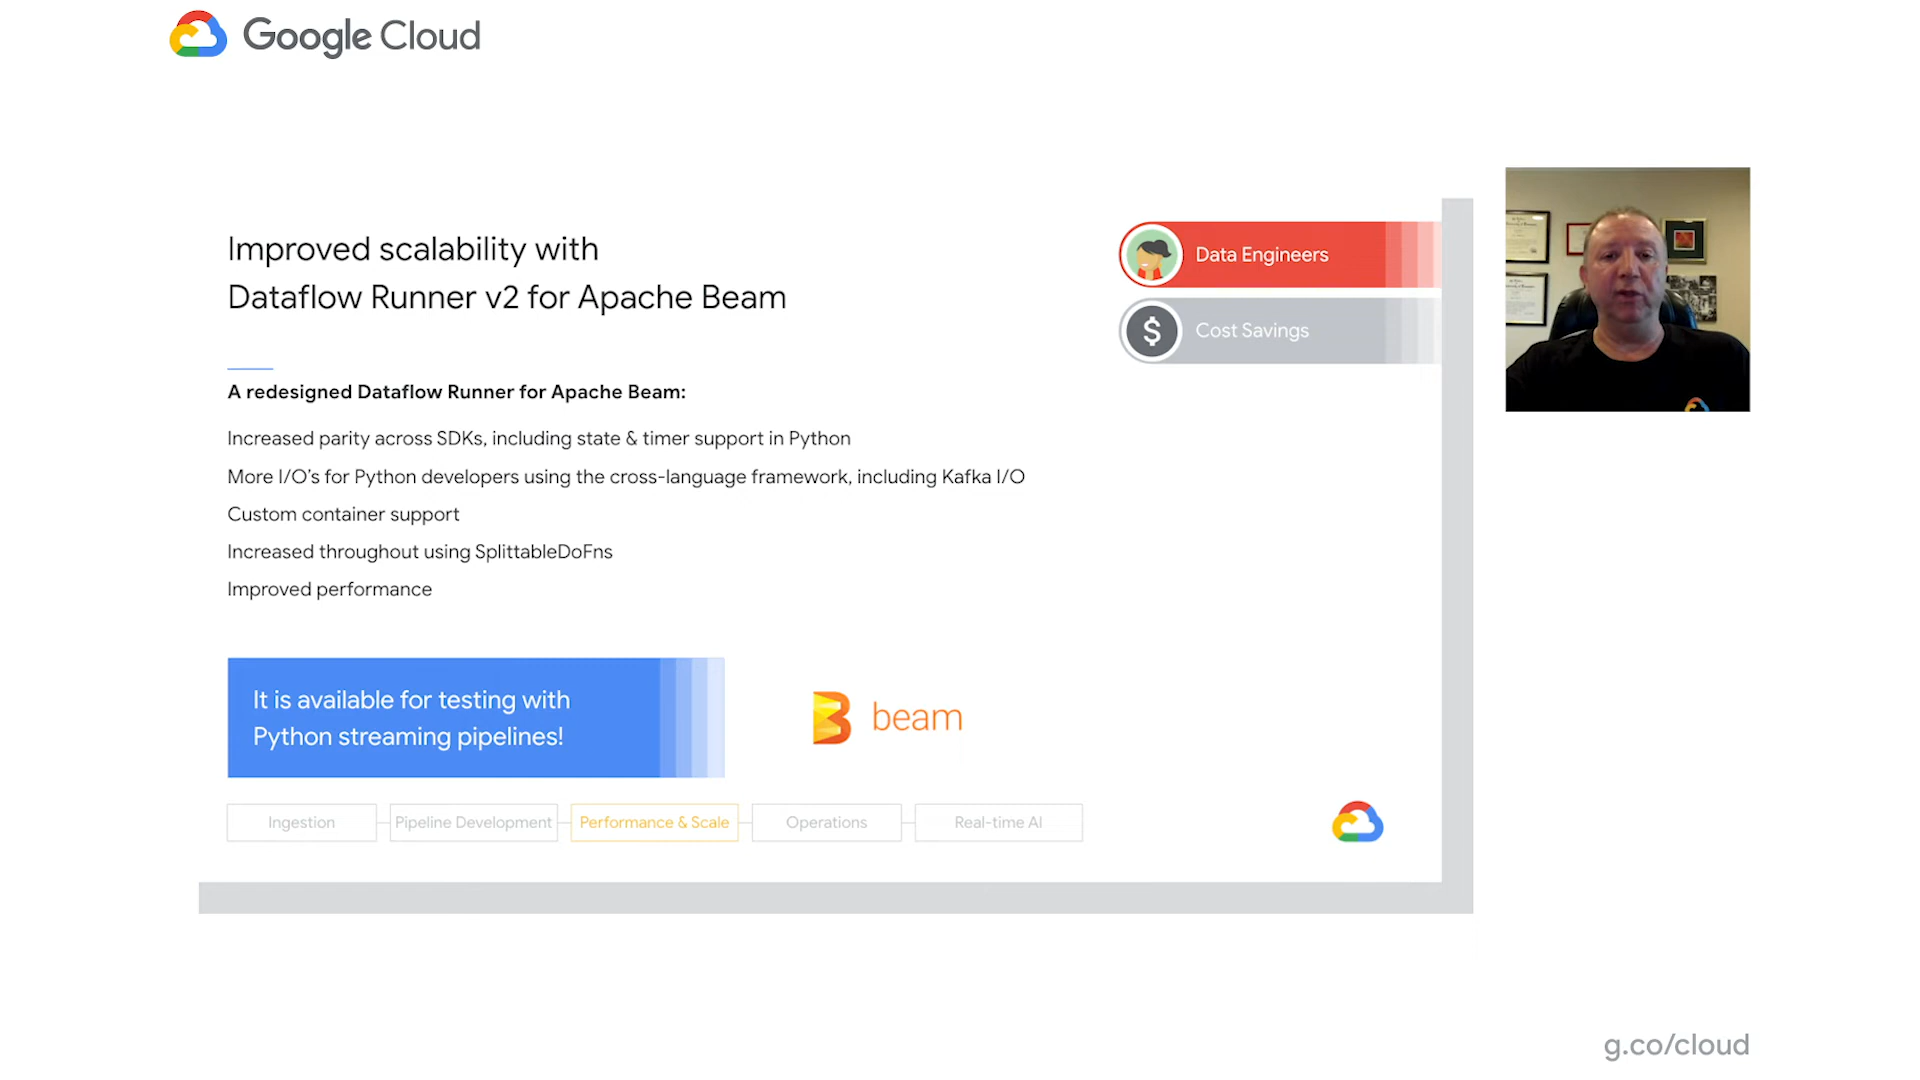 Google Cloud
Improved scalability with
Dataflow Runner v2 for Apache Beam
Data Engineers
$
Cost Savings
A redesigned Dataflow Runner for Apache Beam:
Increased parity across SDKs, including state & timer support in Python
More I/O's for Python developers using the cross-language framework, including Kafka I/O
Custom container support
Increased throughout using SplittableDoFns
Improved performance
It is available for testing with
Python streaming pipelines!
beam
Ingestion
Pipeline Development
Performance & Scale
Operations
Real-time AI
g.co/cloud